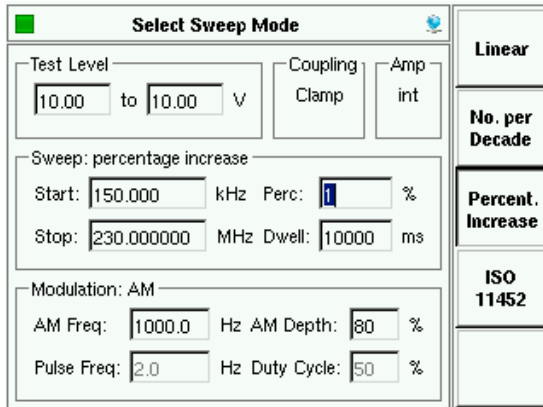 Select Sweep Mode
Test Level
10.00 to 10.00 V
Coupling
Clamp
Amp
int
Sweep: percentage increase
Start: 150.000 kHz Perc: 1 %
Stop: 230.000000 MHz Dwell: 10000 ms
Modulation: AM
AM Freq: 1000.0 Hz AM Depth: 80 %
Pulse Freq: 2.0 Hz Duty Cycle: 50 %
Linear
No. per
Decade
Percent.
Increase
ISO
11452